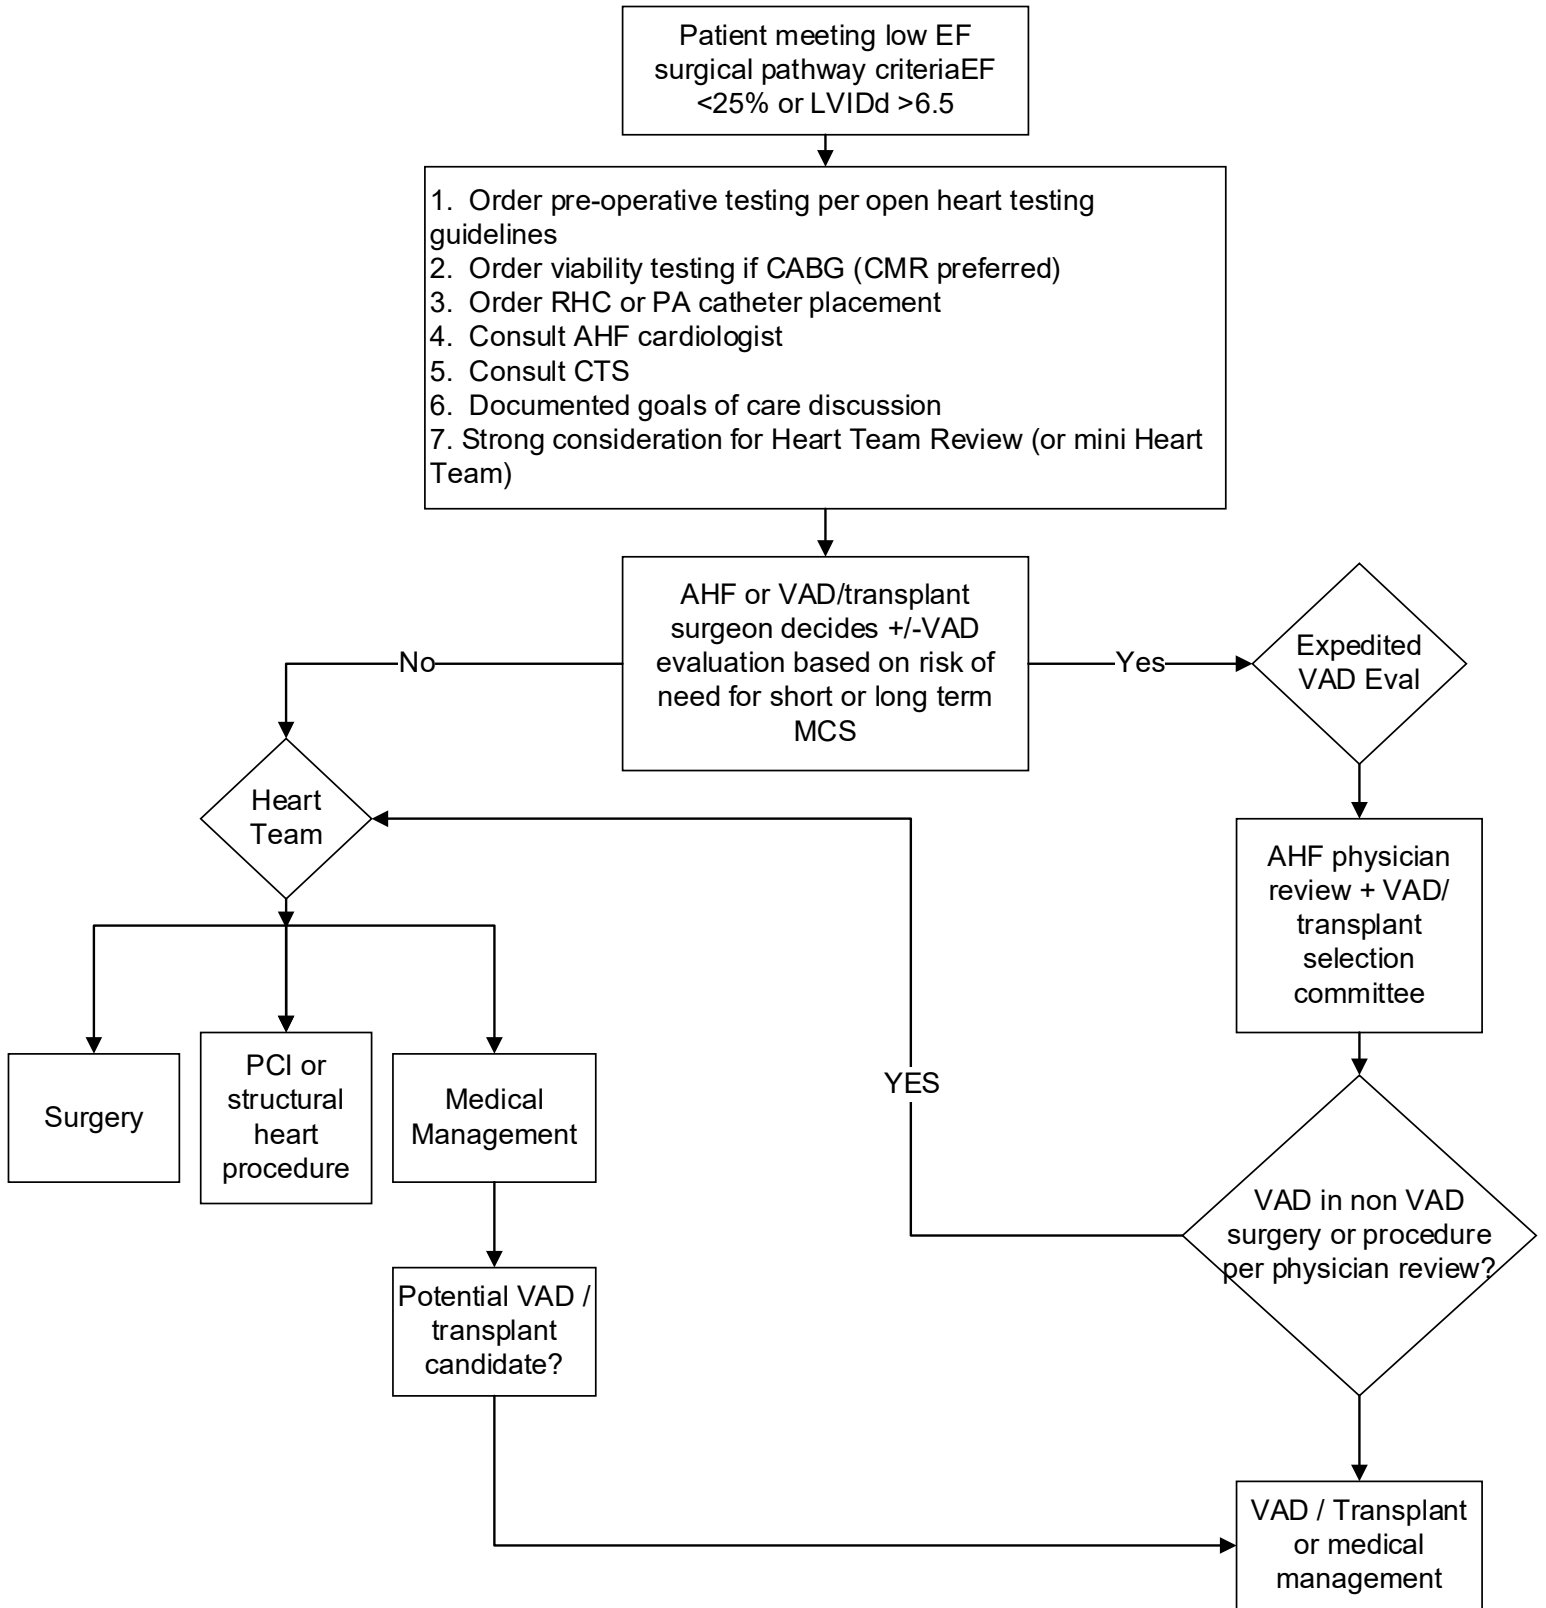 Patient meeting low EF
surgical pathway criteriaEF
<25% or LVIDd >6.5
1.  Order pre-operative testing per open heart testing
guidelines
2.  Order viability testing if CABG (CMR preferred)
3.  Order RHC or PA catheter placement
4.  Consult AHF cardiologist
5.  Consult CTS
6.  Documented goals of care discussion
7. Strong consideration for Heart Team Review (or mini Heart
Team)
AHF or VAD/transplant
surgeon decides +/-VAD
evaluation based on risk of
need for short or long term
MCS
No
Yes
Expedited
VAD Eval
Heart
Team
AHF physician
review + VAD/
transplant
selection
committee
Surgery
PCI or
structural
heart
procedure
Medical
Management
YES
VAD in non VAD
surgery or procedure
per physician review?
Potential VAD /
transplant
candidate?
VAD / Transplant
or medical
management